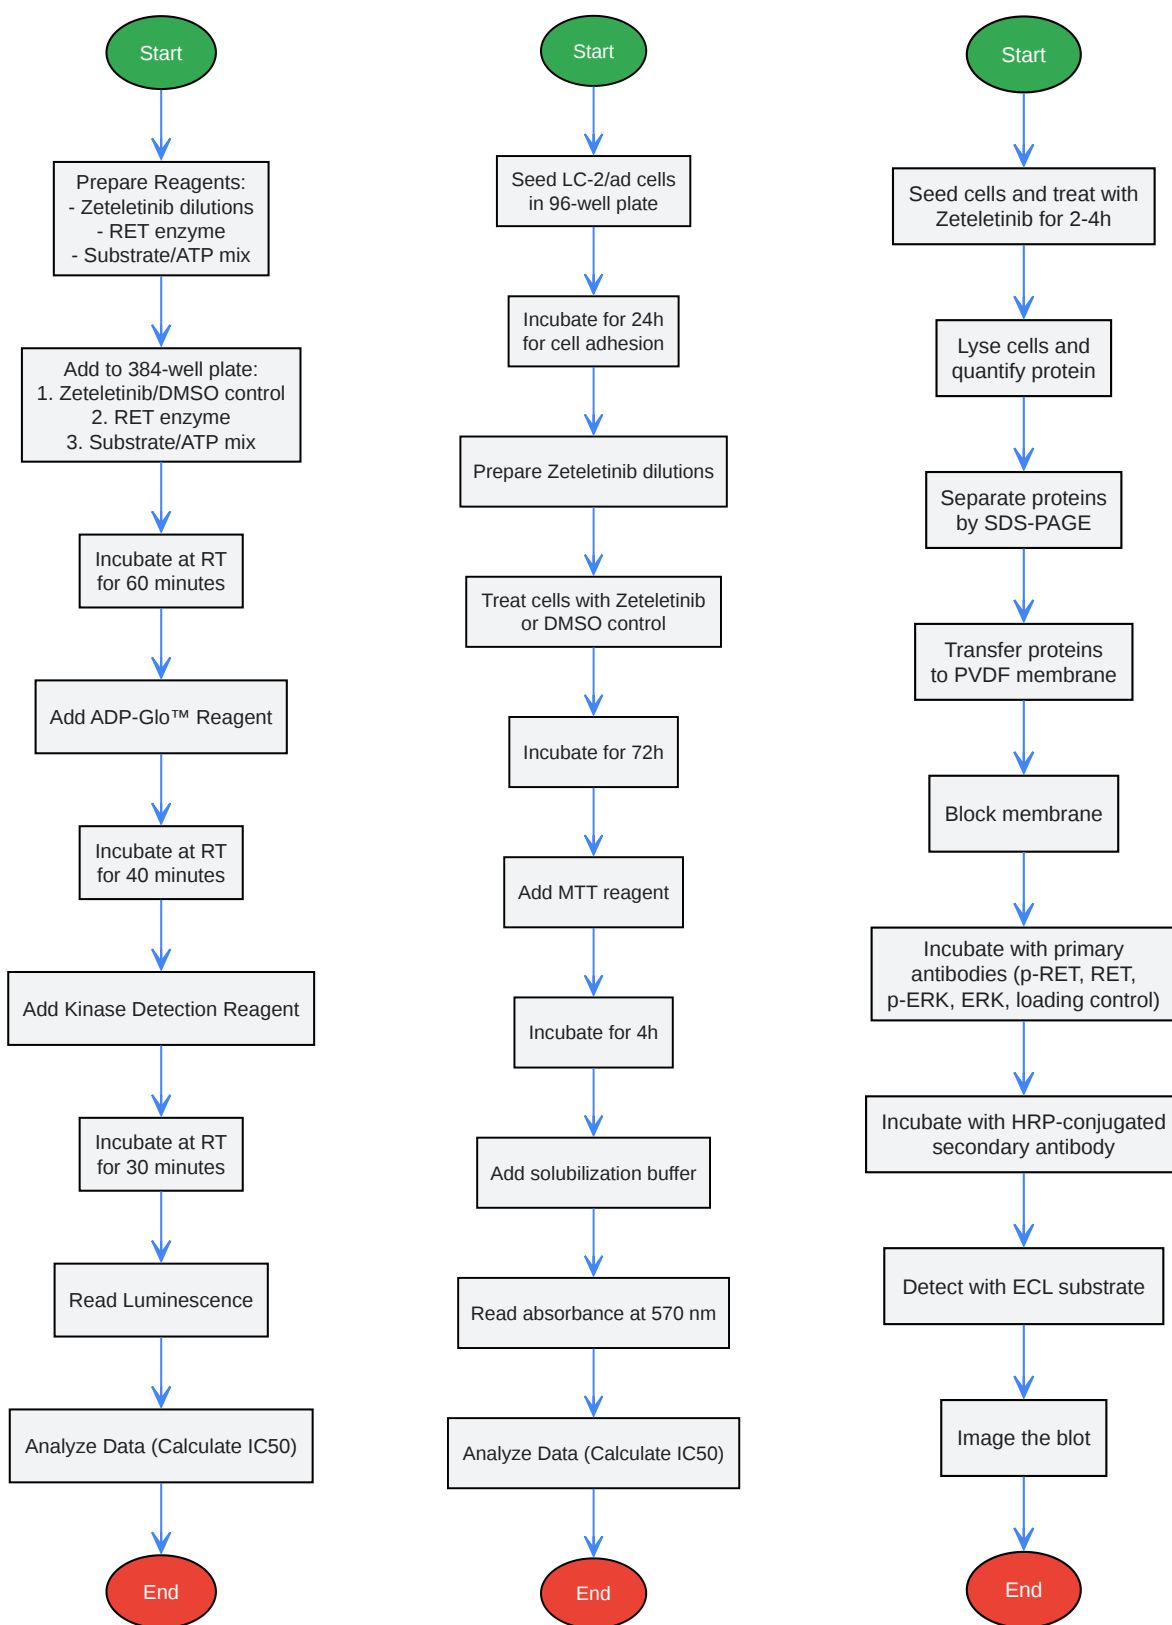 Start
Prepare Reagents:
- Zeteletinib dilutions
- RET enzyme
- Substrate/ATP mix
Add to 384-well plate:
1. Zeteletinib/DMSO control
2. RET enzyme
3. Substrate/ATP mix
Incubate at RT
for 60 minutes
Add ADP-Glo™ Reagent
Incubate at RT
for 40 minutes
Add Kinase Detection Reagent
Incubate at RT
for 30 minutes
Read Luminescence
Analyze Data (Calculate IC50)
End
Start
Seed LC-2/ad cells
in 96-well plate
Incubate for 24h
for cell adhesion
Prepare Zeteletinib dilutions
Treat cells with Zeteletinib
or DMSO control
Incubate for 72h
Add MTT reagent
Incubate for 4h
Add solubilization buffer
Read absorbance at 570 nm
Analyze Data (Calculate IC50)
End
Start
Seed cells and treat with
Zeteletinib for 2-4h
Lyse cells and
quantify protein
Separate proteins
by SDS-PAGE
Transfer proteins
to PVDF membrane
Block membrane
Incubate with primary
antibodies (p-RET, RET,
p-ERK, ERK, loading control)
Incubate with HRP-conjugated
secondary antibody
Detect with ECL substrate
Image the blot
End